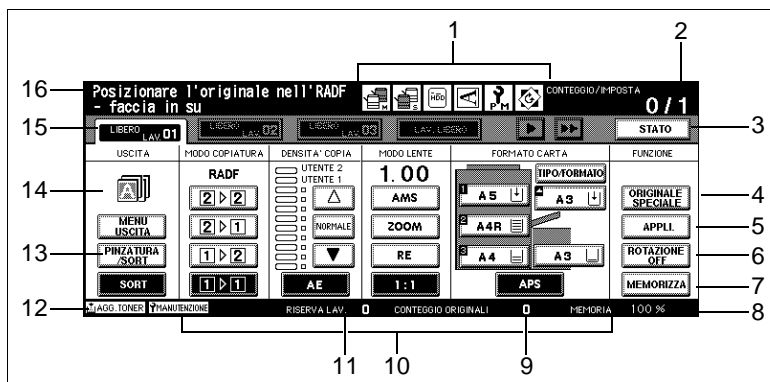 1
2
16
Posizionare l'originale nell'RADF
- faccia in su
M
S
HDD
PM
CONTEGGIO/IMPOSTA
0/1
15
LIBERO LAV.01
LIBERO LAV.02
LIBERO LAV.03
LAV. LIBERO
STATO
3
USCITA
MODO COPIATURA
DENSITA' COPIA
MODO LENTE
FORMATO CARTA
FUNZIONE
14
RADF
UTENTE 2
UTENTE 1
1.00
TIPO/FORMATO
2▷2
AMS
1 A5
A3
ORIGINALE SPECIALE
4
MENU USCITA
2▷1
NORMALE
ZOOM
2 A4R
APPLI.
5
13
PINZATURA /SORT
1▷2
RE
3 A4
A3
ROTAZIONE OFF
6
SORT
1▷1
AE
1:1
APS
MEMORIZZA
7
12
AGG.TONER
MANUTENZIONE
RISERVA LAV. 0
CONTEGGIO ORIGINALI 0
MEMORIA 100 %
8
11
10
9